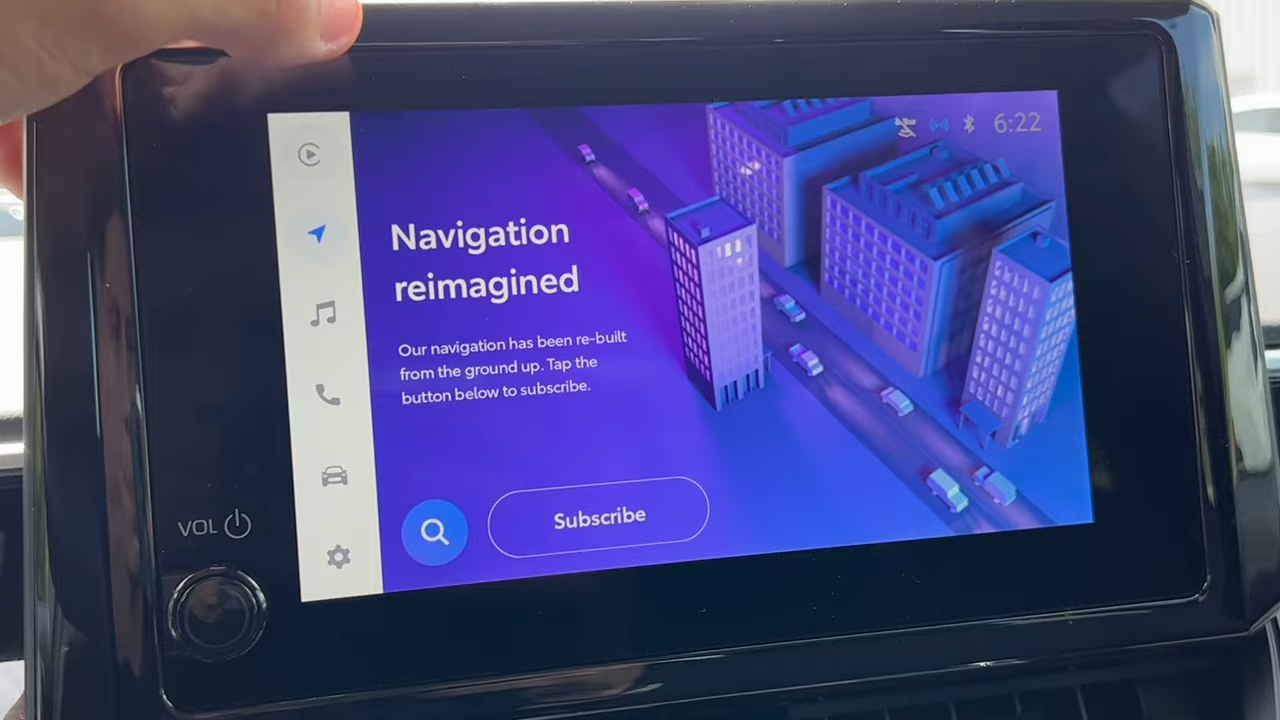 6:22
Navigation
reimagined
Our navigation has been re-built
from the ground up. Tap the
button below to subscribe.
Subscribe
VOL